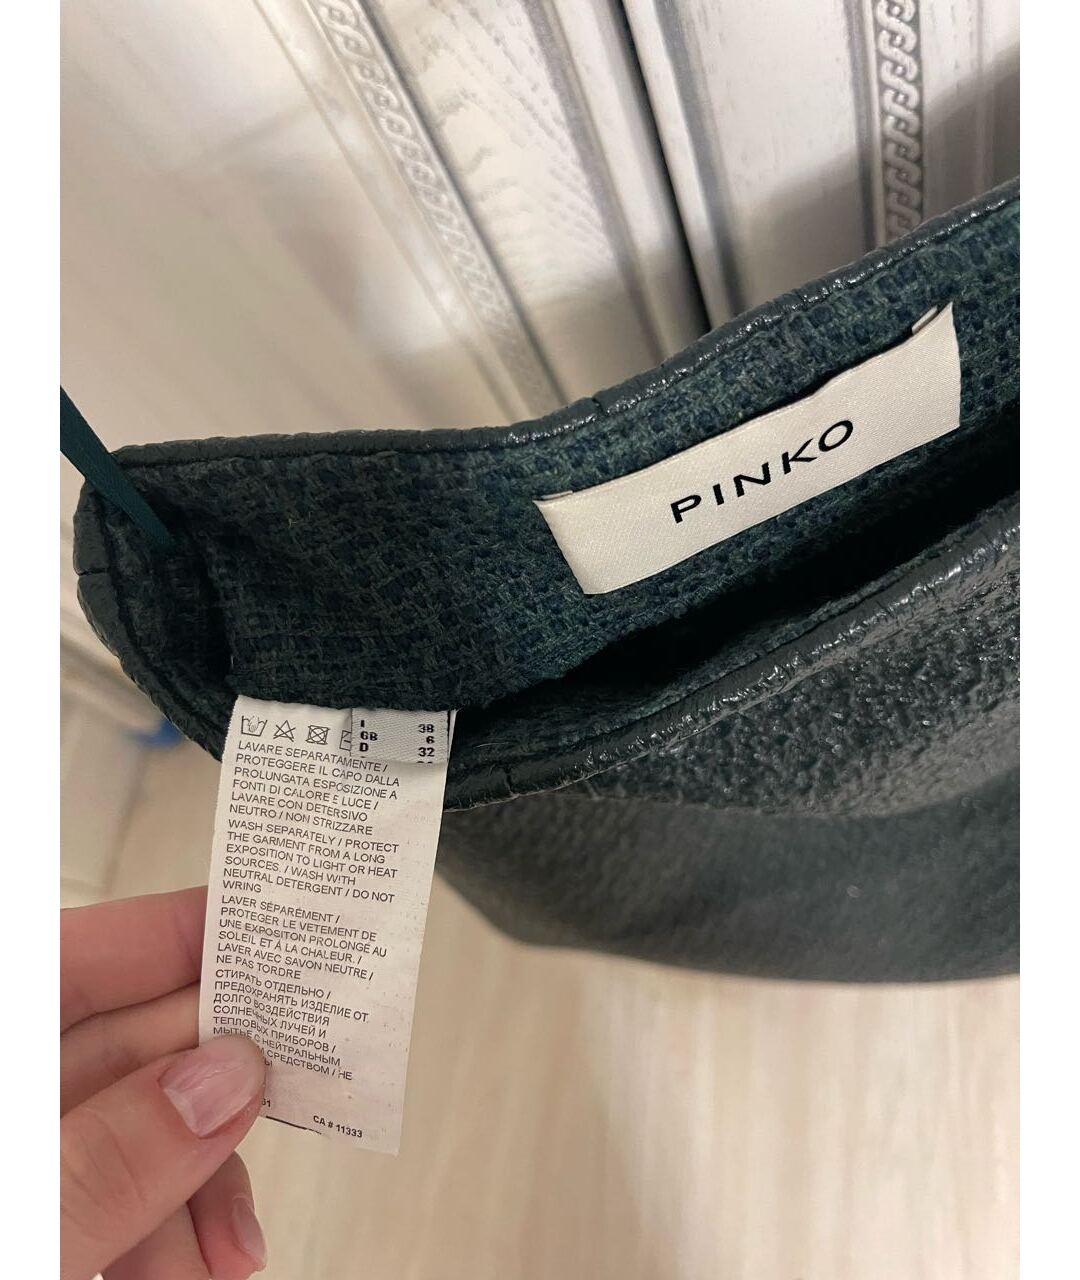 PINKO
I 38
GB 6
D 32
LAVARE SEPARATAMENTE /
PROTEGGERE IL CAPO DALLA
PROLUNGATA ESPOSIZIONE A
FONTI DI CALORE E LUCE /
LAVARE CON DETERSIVO
NEUTRO / NON STRIZZARE
WASH SEPARATELY / PROTECT
THE GARMENT FROM A LONG
EXPOSITION TO LIGHT OR HEAT
SOURCES. / WASH WITH
NEUTRAL DETERGENT / DO NOT
WRING
LAVER SÉPARÉMENT /
PROTEGER LE VETEMENT DE
UNE EXPOSITON PROLONGÉ AU
SOLEIL ET À LA CHALEUR. /
LAVER AVEC SAVON NEUTRE /
NE PAS TORDRE
СТИРАТЬ ОТДЕЛЬНО /
ПРЕДОХРАНЯТЬ ИЗДЕЛИЕ ОТ
ДОЛГО ВОЗДЕЙСТВИЯ
СОЛНЕЧНЫХ ЛУЧЕЙ И
ТЕПЛОВЫХ ПРИБОРОВ /
МЫТЬЕ С НЕЙТРАЛЬНЫМ
СРЕДСТВОМ / НЕ
CA # 11333